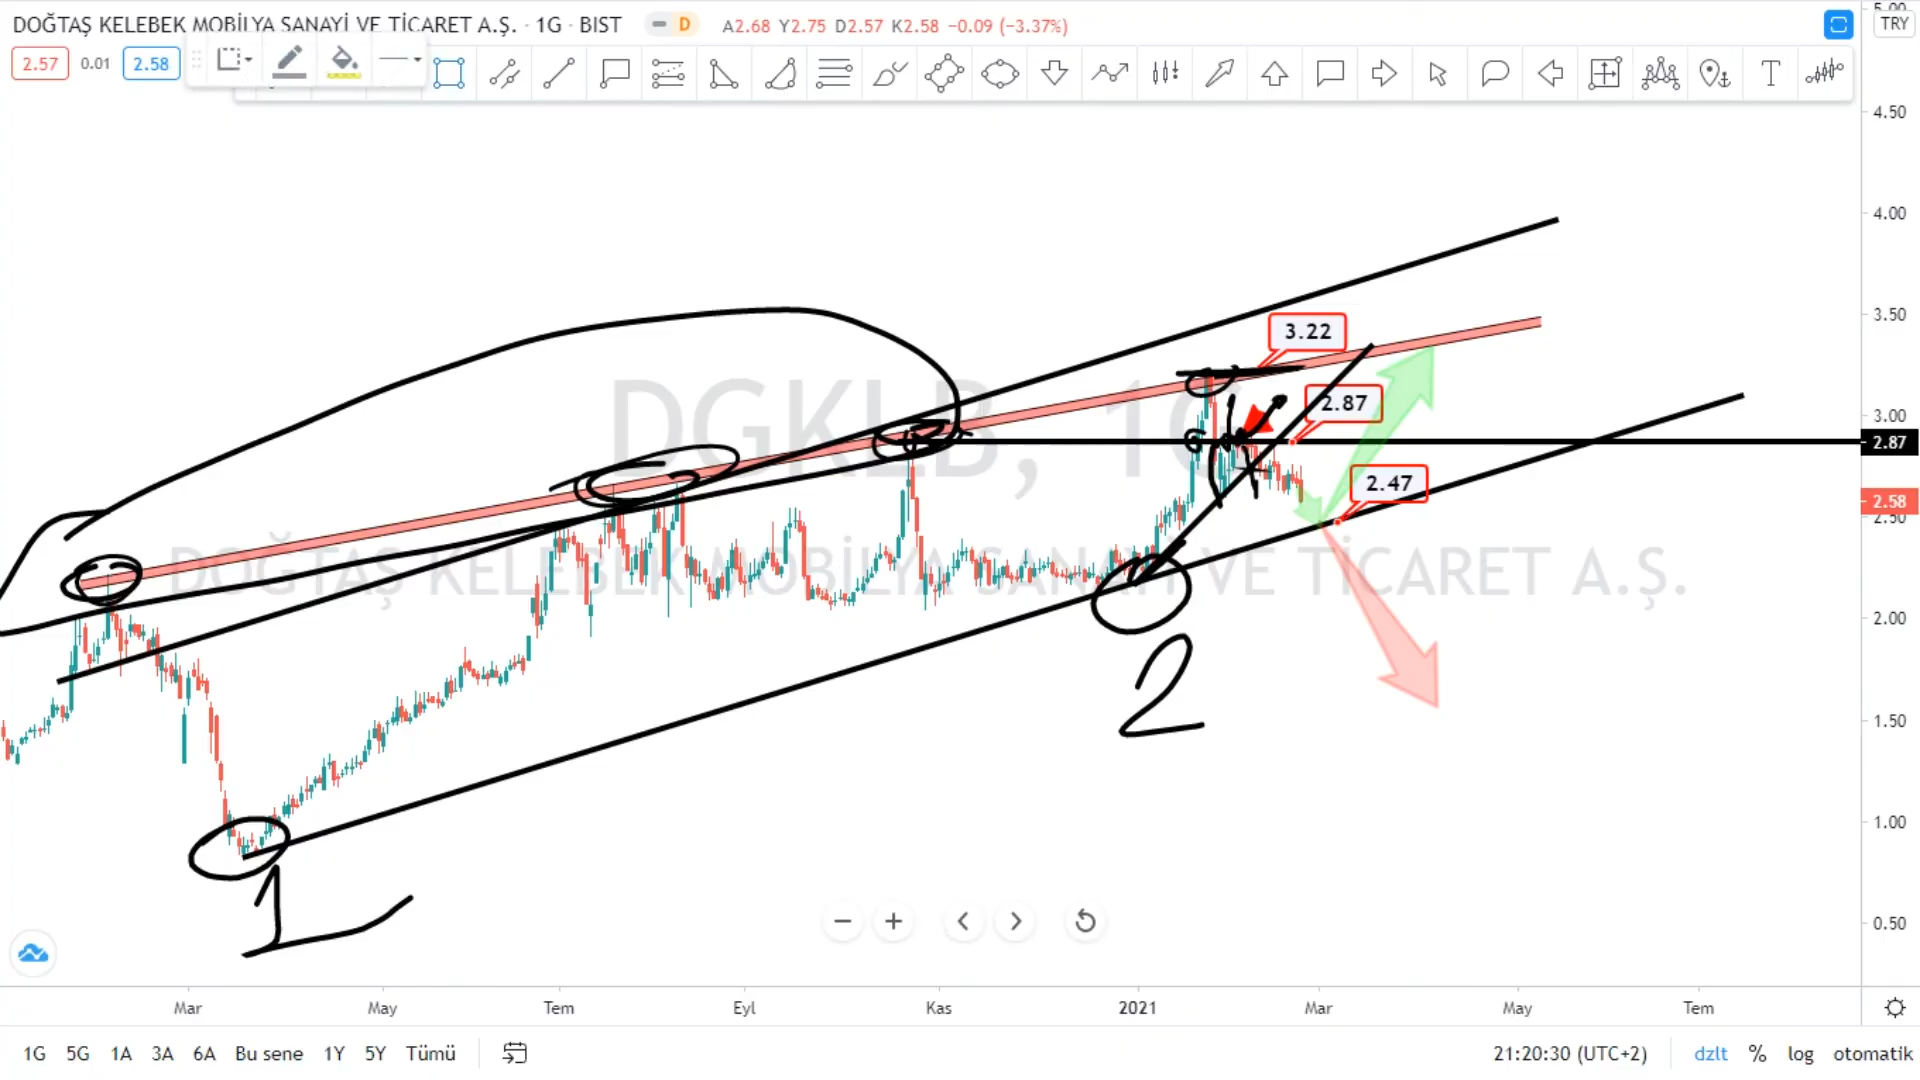 DOĞTAŞ KELEBEK MOBİLYA SANAYİ VE TİCARET A.Ş. · 1G · BIST D A2.68 Y2.75 D2.57 K2.58 −0.09 (−3.37%)
TRY
2.57 0.01 2.58
5.00
4.50
4.00
3.50
3.00
2.87
2.58
2.50
2.00
1.50
1.00
0.50
3.22
2.87
2.47
DGKLB, 1G
DOĞTAŞ KELEBEK MOBİLYA SANAYİ VE TİCARET A.Ş.
2
1
Mar May Tem Eyl Kas 2021 Mar May Tem
1G 5G 1A 3A 6A Bu sene 1Y 5Y Tümü 21:20:30 (UTC+2) dzlt % log otomatik